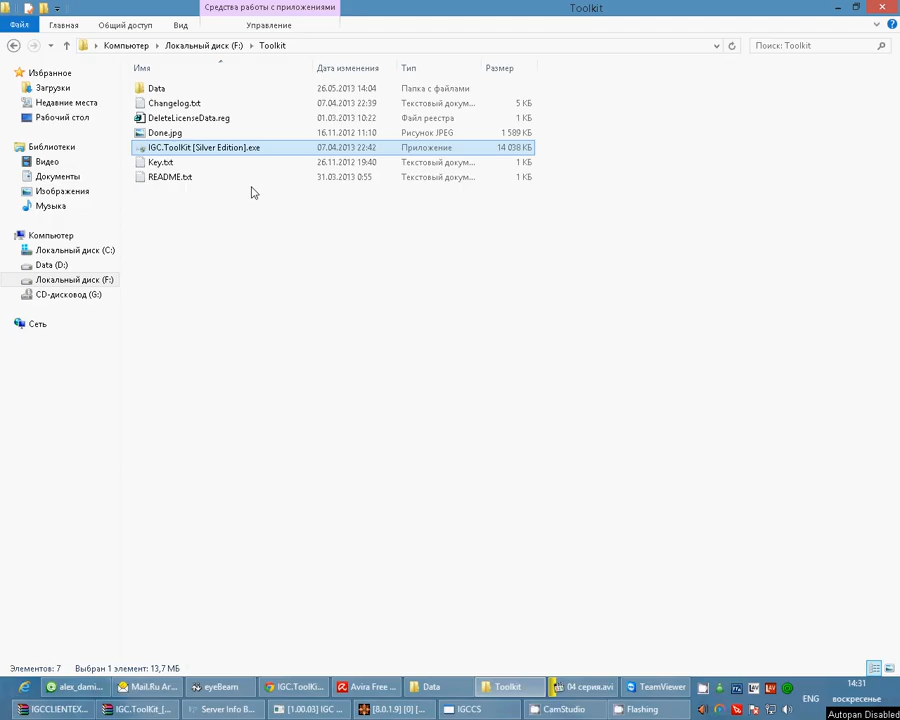 Средства работы с приложениями
Toolkit
Файл Главная Общий доступ Вид Управление
Компьютер Локальный диск (F:) Toolkit
Поиск: Toolkit
Имя Дата изменения Тип Размер
Избранное
Загрузки
Недавние места
Рабочий стол
Библиотеки
Видео
Документы
Изображения
Музыка
Компьютер
Локальный диск (C:)
Data (D:)
Локальный диск (F:)
CD-дисковод (G:)
Сеть
Data 26.05.2013 14:04 Папка с файлами
Changelog.txt 07.04.2013 22:39 Текстовый докум... 5 КБ
DeleteLicenseData.reg 01.03.2013 10:22 Файл реестра 1 КБ
Done.jpg 16.11.2012 11:10 Рисунок JPEG 1 589 КБ
IGC.ToolKit [Silver Edition].exe 07.04.2013 22:42 Приложение 14 038 КБ
Key.txt 26.11.2012 19:40 Текстовый докум... 1 КБ
README.txt 31.03.2013 0:55 Текстовый докум... 1 КБ
Элементов: 7 Выбран 1 элемент: 13,7 МБ
alex_dami... Mail.Ru Ar... eyeBeam IGC.ToolKi... Avira Free ... Data Toolkit 04 серия.avi TeamViewer
IGCCLIENTEX... IGC.ToolKit_[... Server Info B... [1.00.03] IGC ... [8.0.1.9] [0] [... IGCCS CamStudio Flashing
ENG
14:31
воскресенье
Autopan Disabled